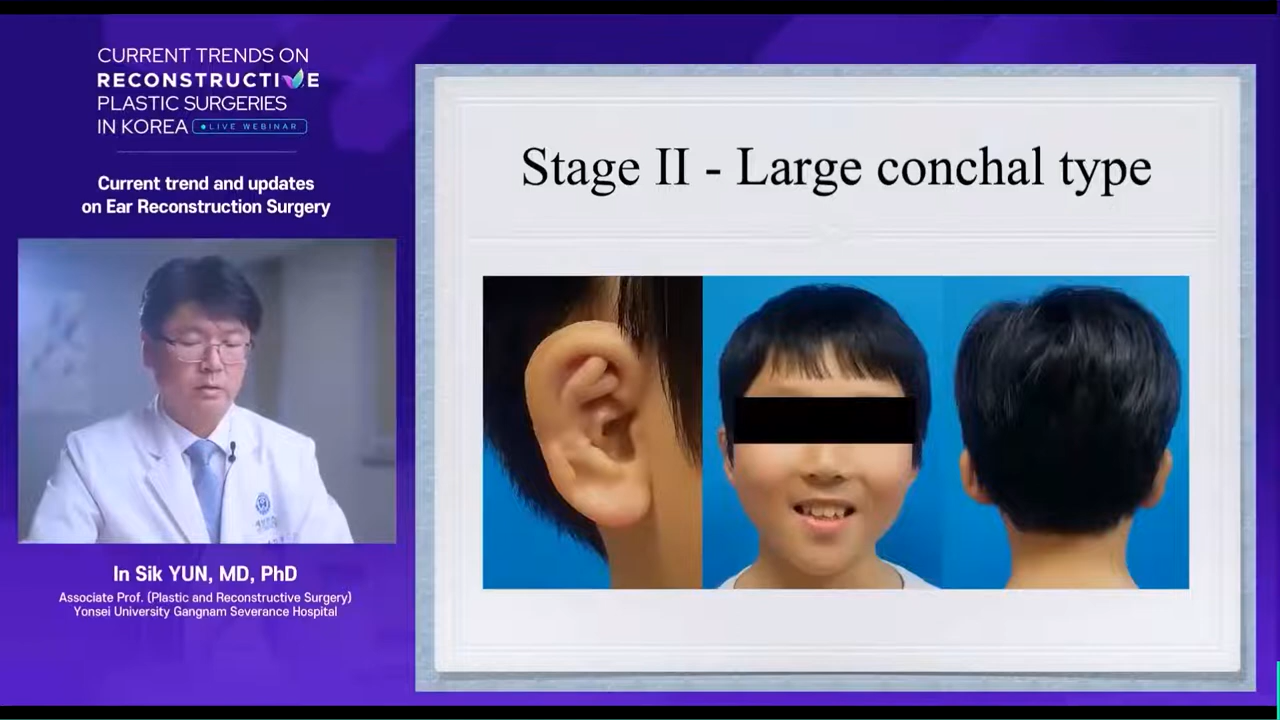 CURRENT TRENDS ON
RECONSTRUCTIVE
PLASTIC SURGERIES
IN KOREA LIVE WEBINAR
Current trend and updates
on Ear Reconstruction Surgery
In Sik YUN, MD, PhD
Associate Prof. (Plastic and Reconstructive Surgery)
Yonsei University Gangnam Severance Hospital
Stage II - Large conchal type